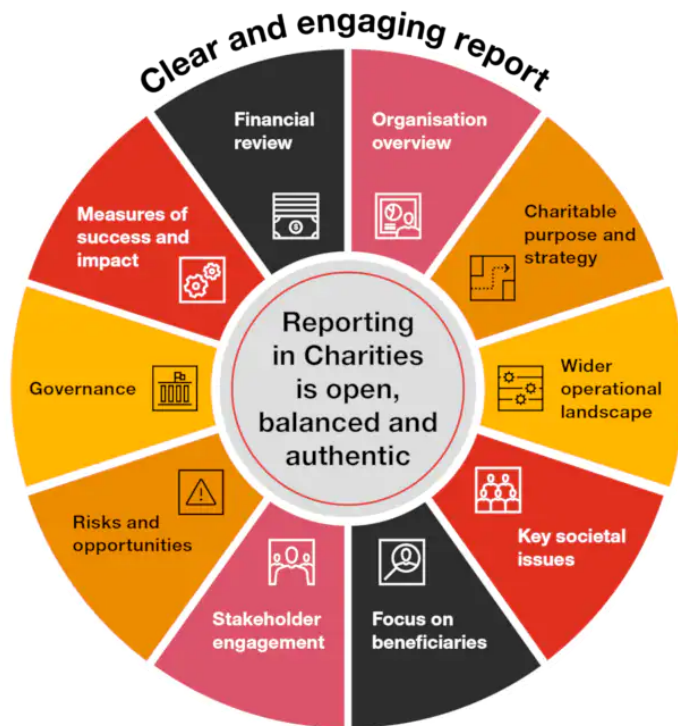 Clear and engaging report
Organisation
overview
Charitable
purpose and
strategy
Wider
operational
landscape
Key societal
issues
Focus on
beneficiaries
Stakeholder
engagement
Risks and
opportunities
Governance
Measures of
success and
impact
Financial
review
Reporting
in Charities
is open,
balanced and
authentic